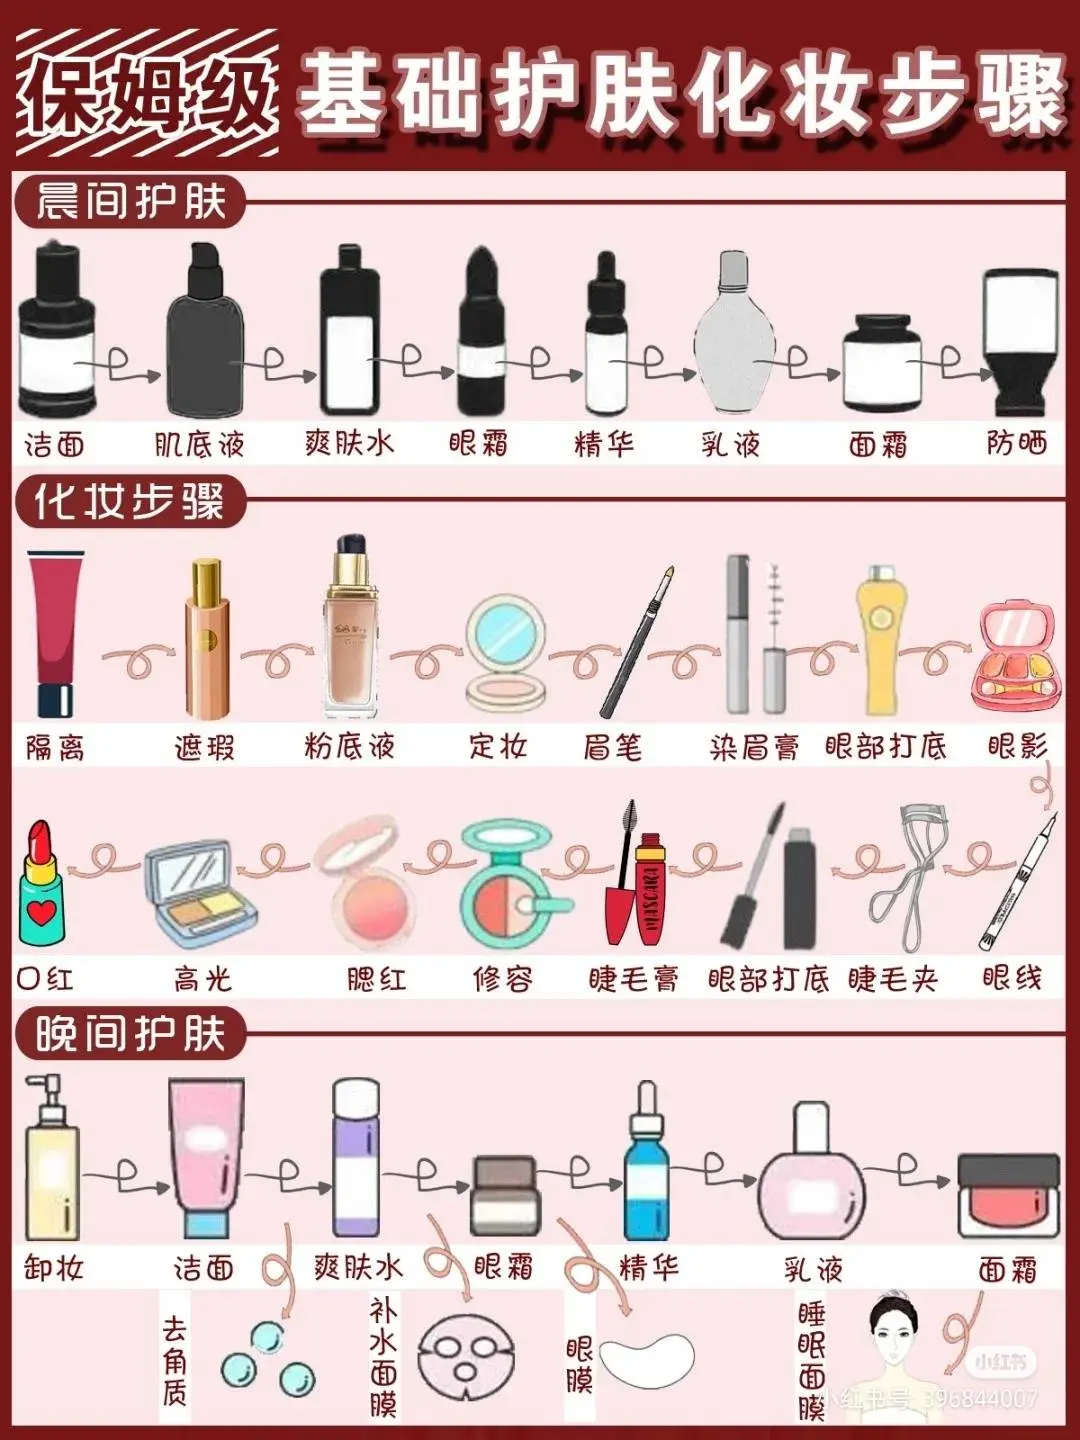 保姆级 基础护肤化妆步骤
晨间护肤
洁面 肌底液 爽肤水 眼霜 精华 乳液 面霜 防晒
化妆步骤
隔离 遮瑕 粉底液 定妆 眉笔 染眉膏 眼部打底 眼影
MASCARA
口红 高光 腮红 修容 睫毛膏 眼部打底 睫毛夹 眼线
晚间护肤
卸妆 洁面 爽肤水 眼霜 精华 乳液 面霜
去角质
补水面膜
眼膜
睡眠面膜
小红书
小红书号: 396844007